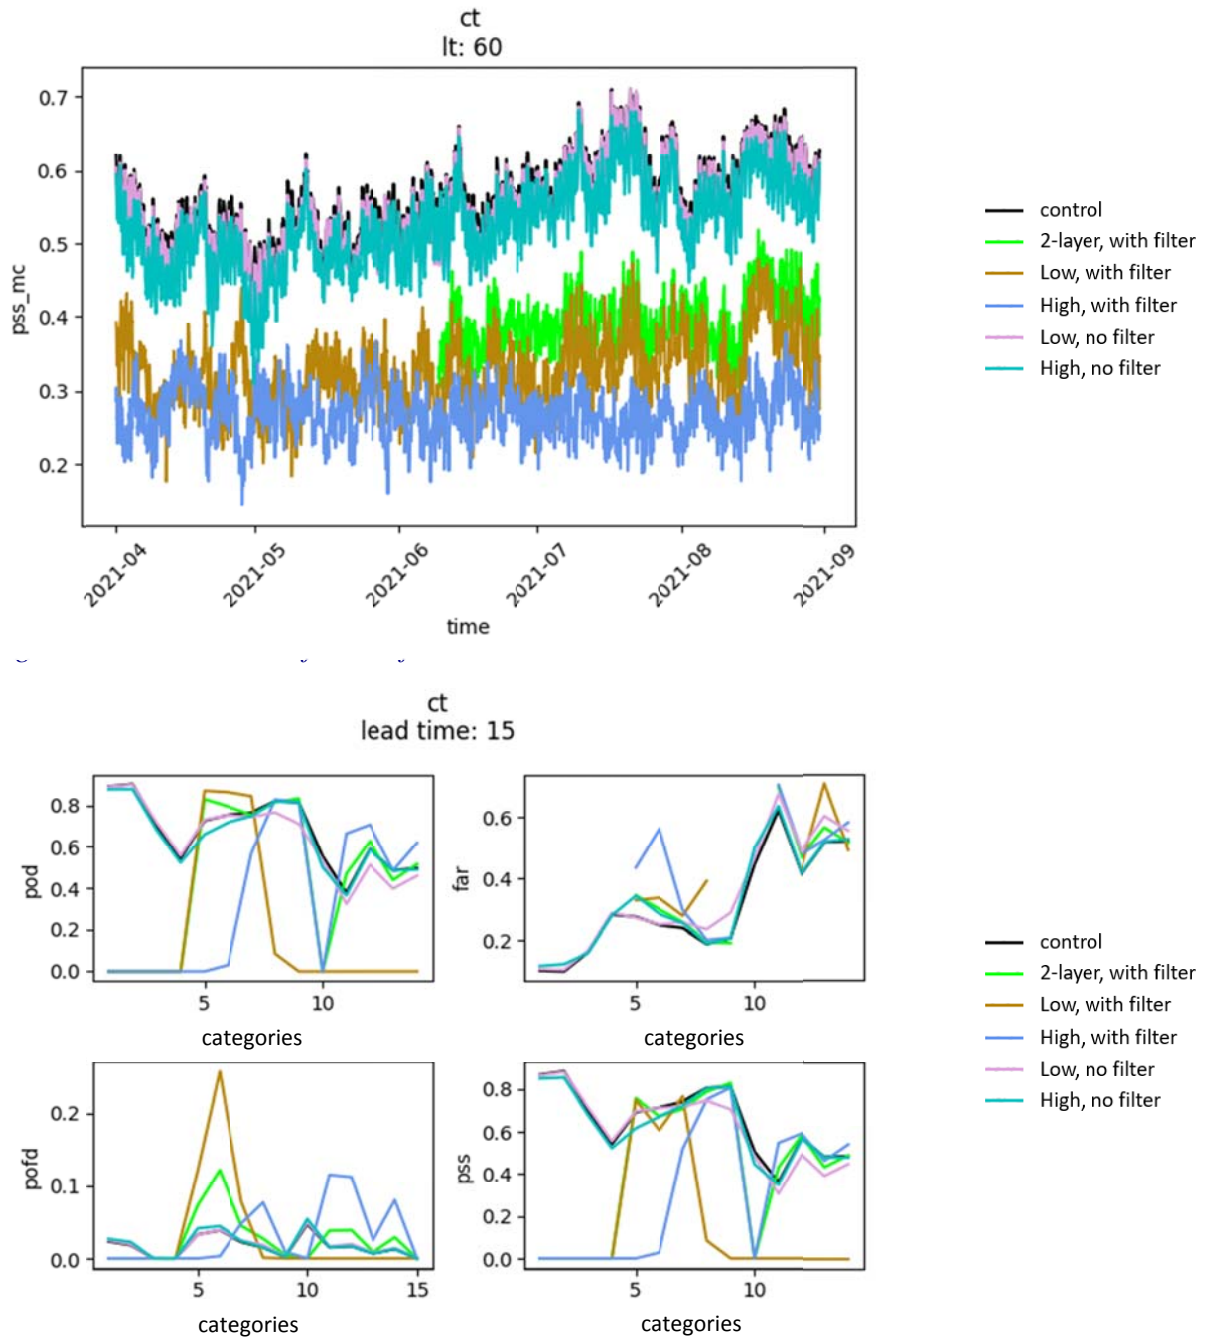 ct
lt: 60
pss_mc
0.7
0.6
0.5
0.4
0.3
0.2
2021-04
2021-05
2021-06
2021-07
2021-08
2021-09
time
control
2-layer, with filter
Low, with filter
High, with filter
Low, no filter
High, no filter
ct
lead time: 15
pod
0.8
0.6
0.4
0.2
0.0
5
10
categories
far
0.6
0.4
0.2
5
10
categories
pofd
0.2
0.1
0.0
5
10
15
categories
pss
0.8
0.6
0.4
0.2
0.0
5
10
categories
control
2-layer, with filter
Low, with filter
High, with filter
Low, no filter
High, no filter